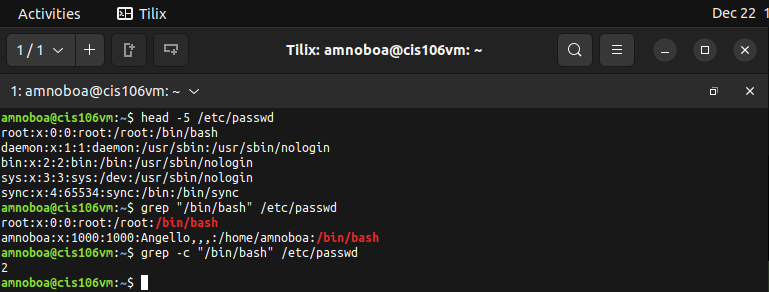 Activities Tilix Dec 22 1
1 / 1 Tilix: amnoboa@cis106vm: ~
1: amnoboa@cis106vm: ~
amnoboa@cis106vm:~$ head -5 /etc/passwd
root:x:0:0:root:/root:/bin/bash
daemon:x:1:1:daemon:/usr/sbin:/usr/sbin/nologin
bin:x:2:2:bin:/bin:/usr/sbin/nologin
sys:x:3:3:sys:/dev:/usr/sbin/nologin
sync:x:4:65534:sync:/bin:/bin/sync
amnoboa@cis106vm:~$ grep "/bin/bash" /etc/passwd
root:x:0:0:root:/root:/bin/bash
amnoboa:x:1000:1000:Angello,,,:/home/amnoboa:/bin/bash
amnoboa@cis106vm:~$ grep -c "/bin/bash" /etc/passwd
2
amnoboa@cis106vm:~$